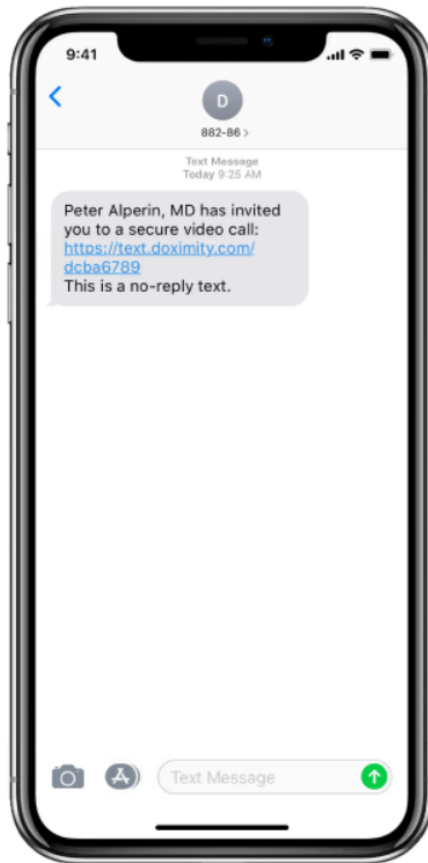 9:41
D
882-86 >
Text Message
Today 9:25 AM
Peter Alperin, MD has invited
you to a secure video call:
https://text.doximity.com/
dcba6789
This is a no-reply text.
Text Message